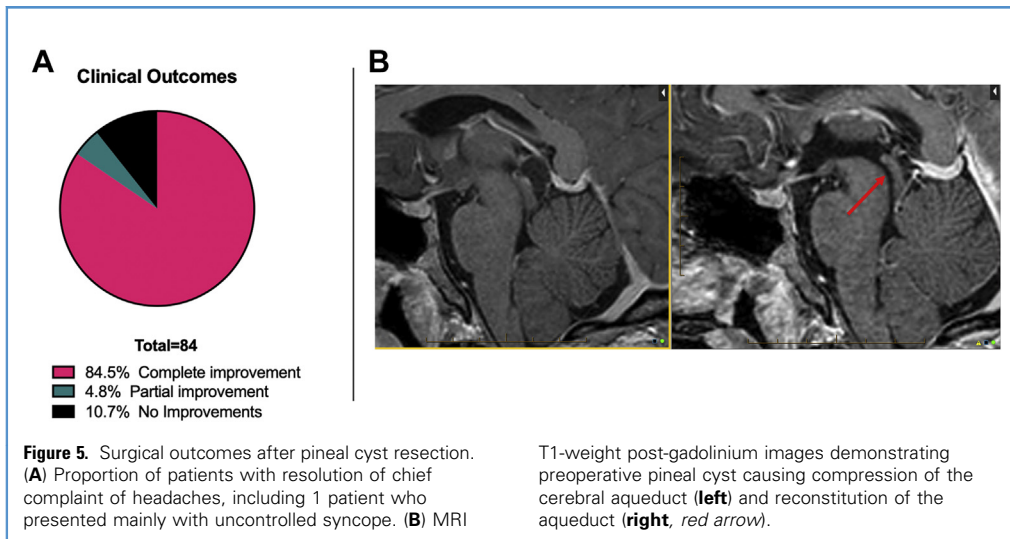 A
Clinical Outcomes
Total=84
84.5% Complete improvement
4.8% Partial improvement
10.7% No Improvements
B
Figure 5. Surgical outcomes after pineal cyst resection.
(A) Proportion of patients with resolution of chief
complaint of headaches, including 1 patient who
presented mainly with uncontrolled syncope. (B) MRI
T1-weight post-gadolinium images demonstrating
preoperative pineal cyst causing compression of the
cerebral aqueduct (left) and reconstitution of the
aqueduct (right, red arrow).